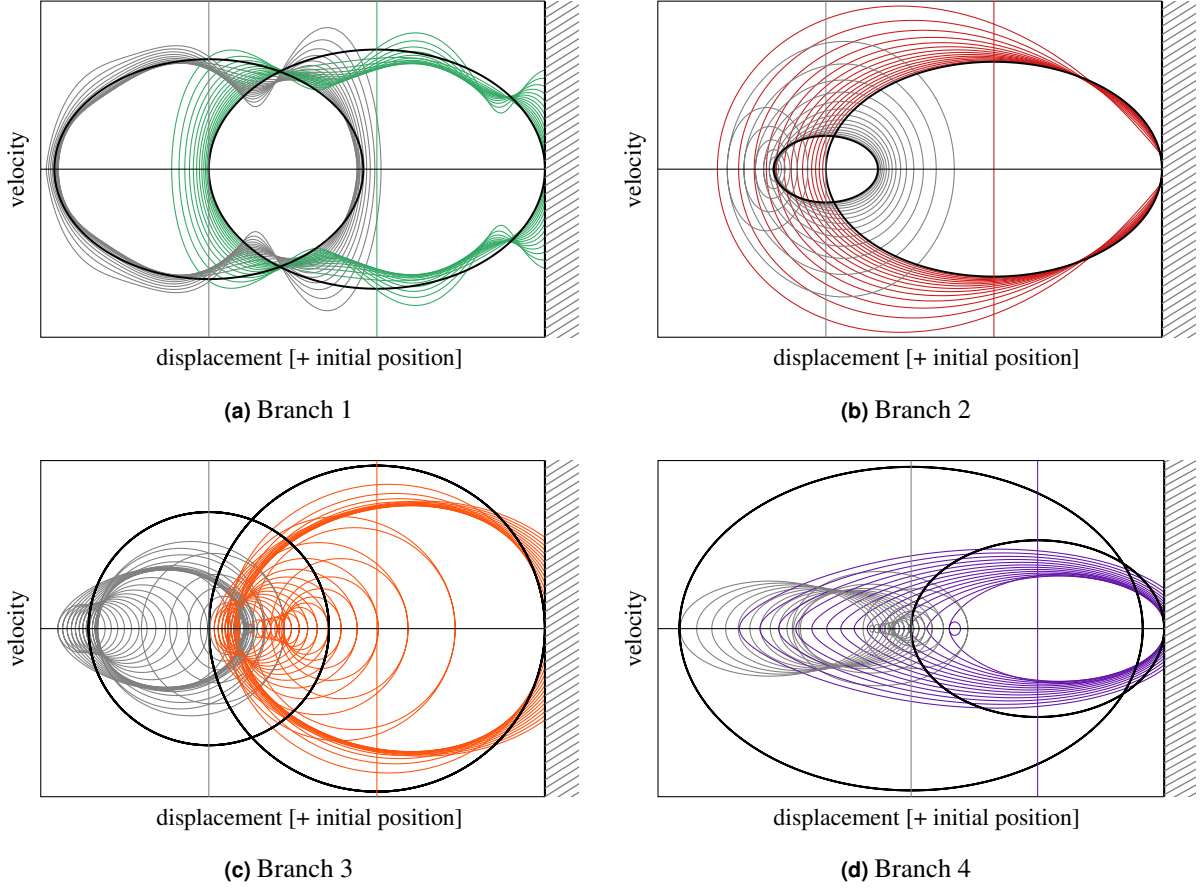 velocity
displacement [+ initial position]
(a) Branch 1
velocity
displacement [+ initial position]
(b) Branch 2
velocity
displacement [+ initial position]
(c) Branch 3
velocity
displacement [+ initial position]
(d) Branch 4